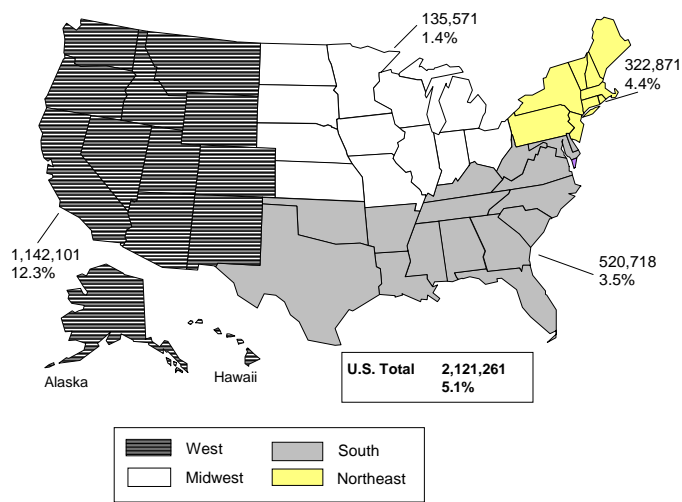 135,571
1.4%
322,871
4.4%
1,142,101
12.3%
520,718
3.5%
Alaska
Hawaii
U.S. Total 2,121,261
5.1%
West
South
Midwest
Northeast